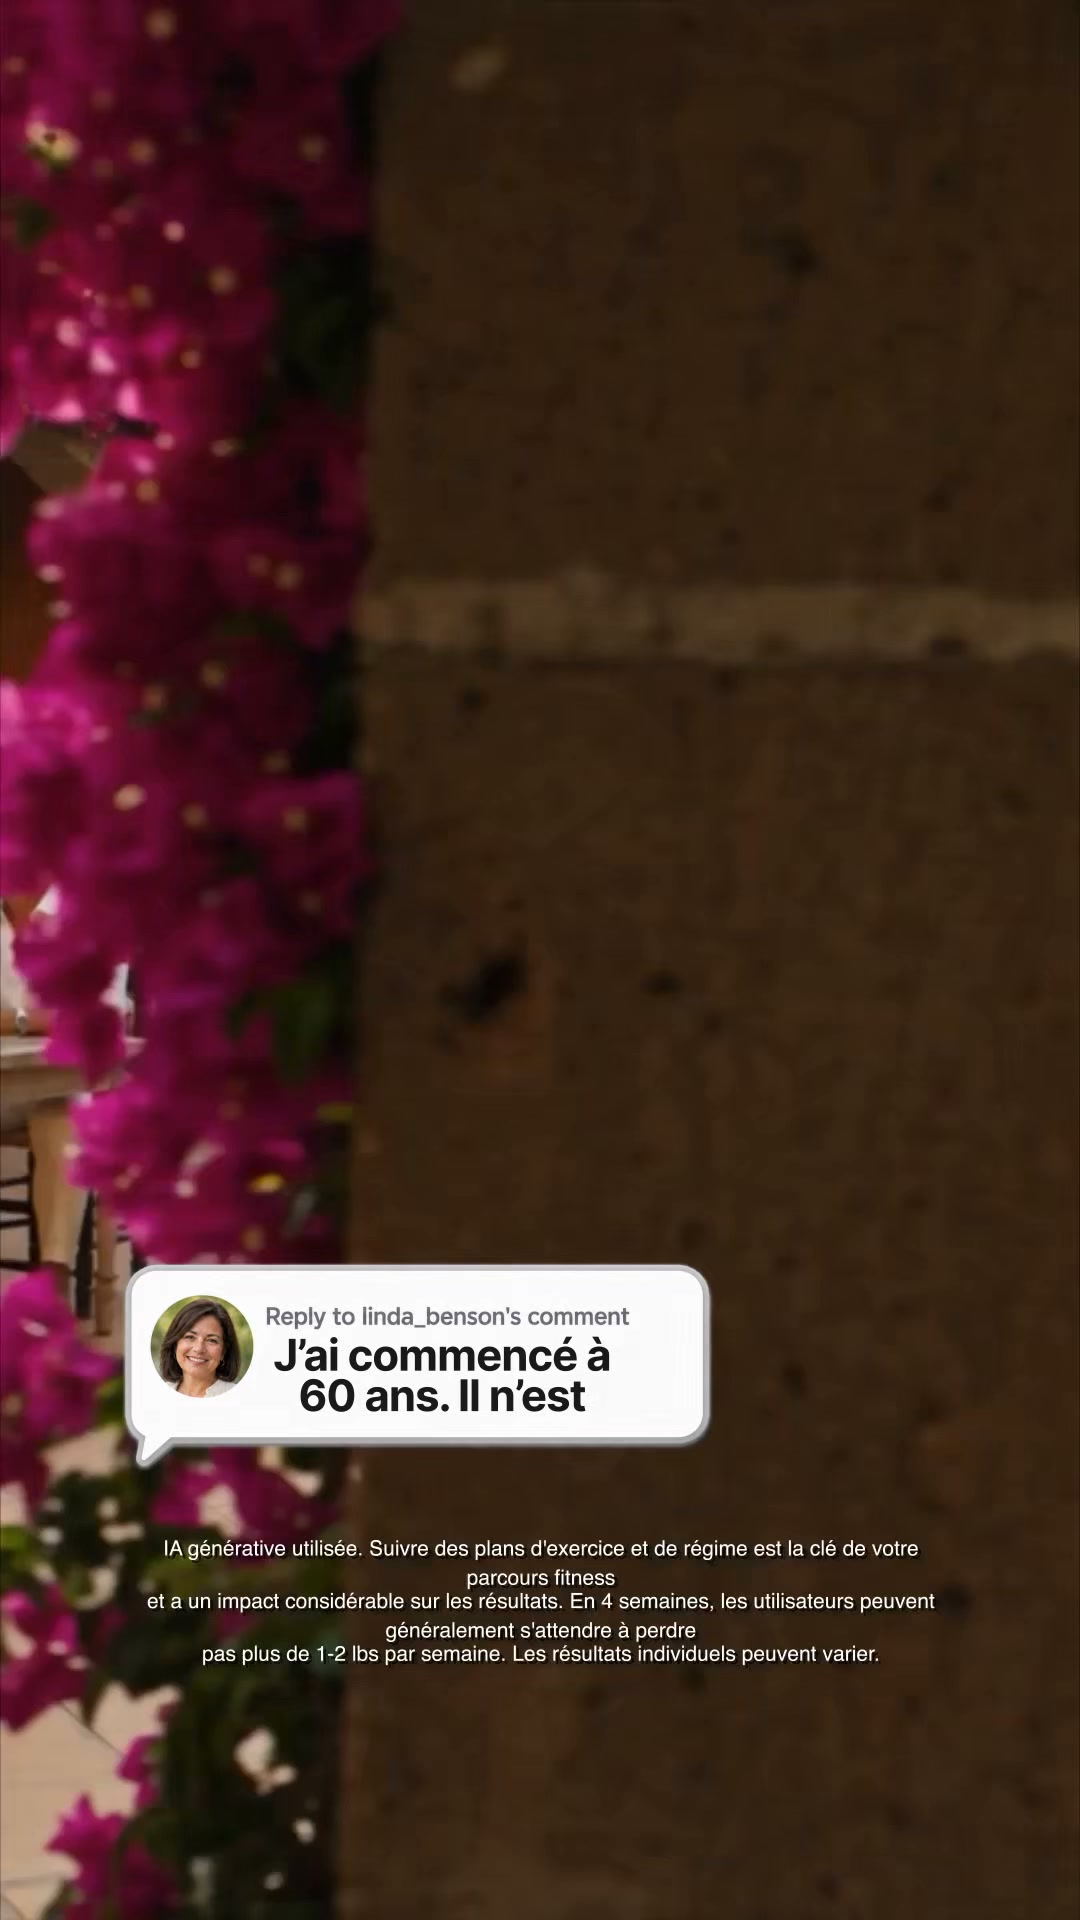 Reply to linda_benson's comment
J’ai commencé à
60 ans. Il n’est
IA générative utilisée. Suivre des plans d'exercice et de régime est la clé de votre
parcours fitness
et a un impact considérable sur les résultats. En 4 semaines, les utilisateurs peuvent
généralement s'attendre à perdre
pas plus de 1-2 lbs par semaine. Les résultats individuels peuvent varier.